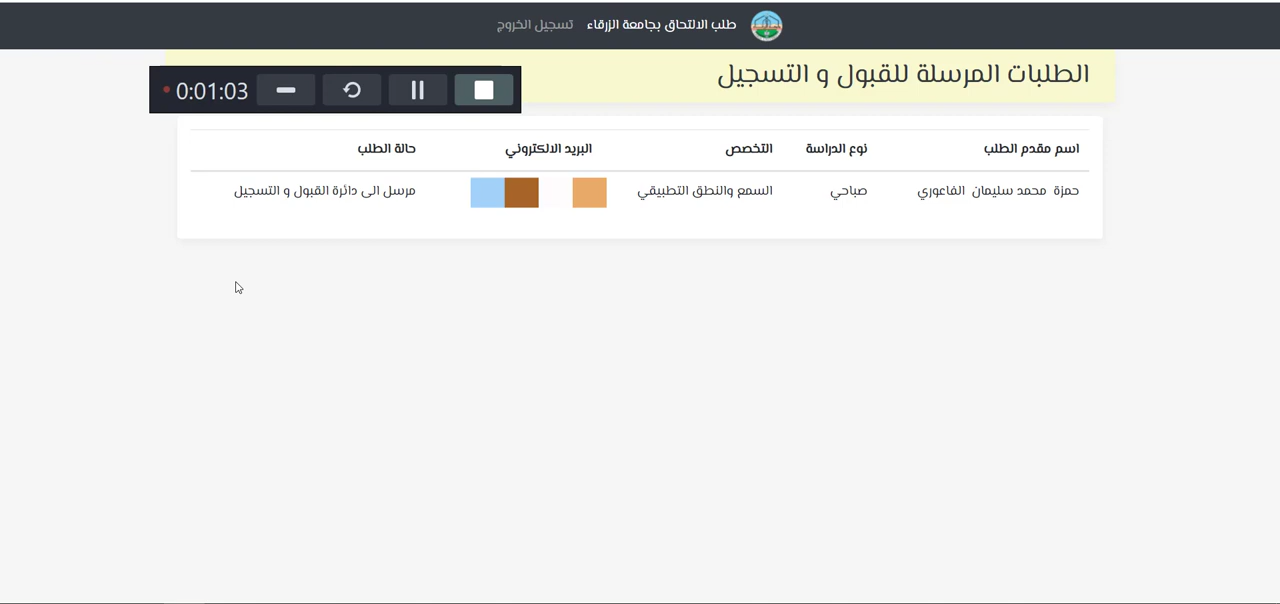 طلب الالتحاق بجامعة الزرقاء تسجيل الخروج
الطلبات المرسلة للقبول و التسجيل
0:01:03
اسم مقدم الطلب نوع الدراسة التخصص البريد الالكتروني حالة الطلب
حمزة محمد سليمان الفاعوري صباحي السمع والنطق التطبيقي مرسل الى دائرة القبول و التسجيل